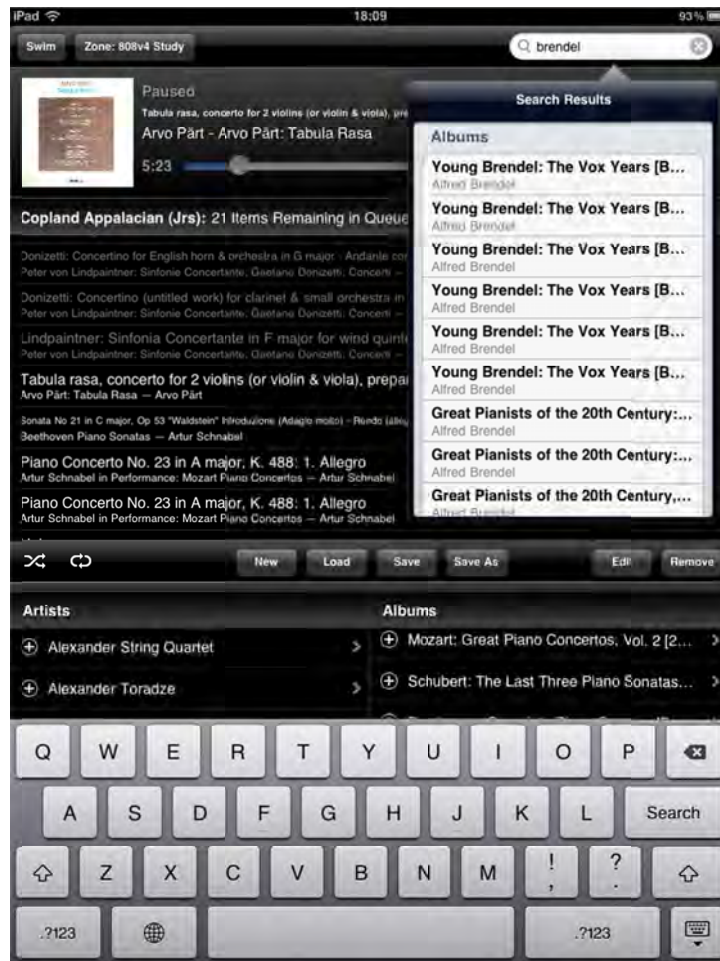 iPad 18:09 93%
Swim Zone: 808v4 Study brendel
Paused
Tabula rasa, concerto for 2 violins (or violin & viola), pre
Arvo Pärt - Arvo Pärt: Tabula Rasa
5:23
Search Results
Albums
Young Brendel: The Vox Years [B...
Alfred Brendel
Young Brendel: The Vox Years [B...
Alfred Brendel
Young Brendel: The Vox Years [B...
Alfred Brendel
Young Brendel: The Vox Years [B...
Alfred Brendel
Young Brendel: The Vox Years [B...
Alfred Brendel
Young Brendel: The Vox Years [B...
Alfred Brendel
Great Pianists of the 20th Century:...
Alfred Brendel
Great Pianists of the 20th Century:...
Alfred Brendel
Great Pianists of the 20th Century,...
Alfred Brendel
Copland Appalacian (Jrs): 21 Items Remaining in Queue
Donizetti: Concertino for English horn & orchestra in G major - Andante con
Peter von Lindpaintner: Sinfonie Concertante; Gaetano Donizetti: Concerti —
Donizetti: Concertino (untitled work) for clarinet & small orchestra in
Peter von Lindpaintner: Sinfonie Concertante; Gaetano Donizetti: Concerti —
Lindpaintner: Sinfonia Concertante in F major for wind quint
Peter von Lindpaintner: Sinfonie Concertante; Gaetano Donizetti: Concerti —
Tabula rasa, concerto for 2 violins (or violin & viola), prepar
Arvo Pärt: Tabula Rasa — Arvo Pärt
Sonata No 21 in C major, Op 53 "Waldstein" Introduzione (Adagio molto) - Rondo (alleg
Beethoven Piano Sonatas — Artur Schnabel
Piano Concerto No. 23 in A major, K. 488: 1. Allegro
Artur Schnabel in Performance: Mozart Piano Concertos — Artur Schnabel
Piano Concerto No. 23 in A major, K. 488: 1. Allegro
Artur Schnabel in Performance: Mozart Piano Concertos — Artur Schnabel
New Load Save Save As Edit Remove
Artists Albums
Alexander String Quartet Mozart: Great Piano Concertos, Vol. 2 [2...
Alexander Toradze Schubert: The Last Three Piano Sonatas...
Q W E R T Y U I O P
A S D F G H J K L Search
Z X C V B N M ! , ? .
.?123 .?123